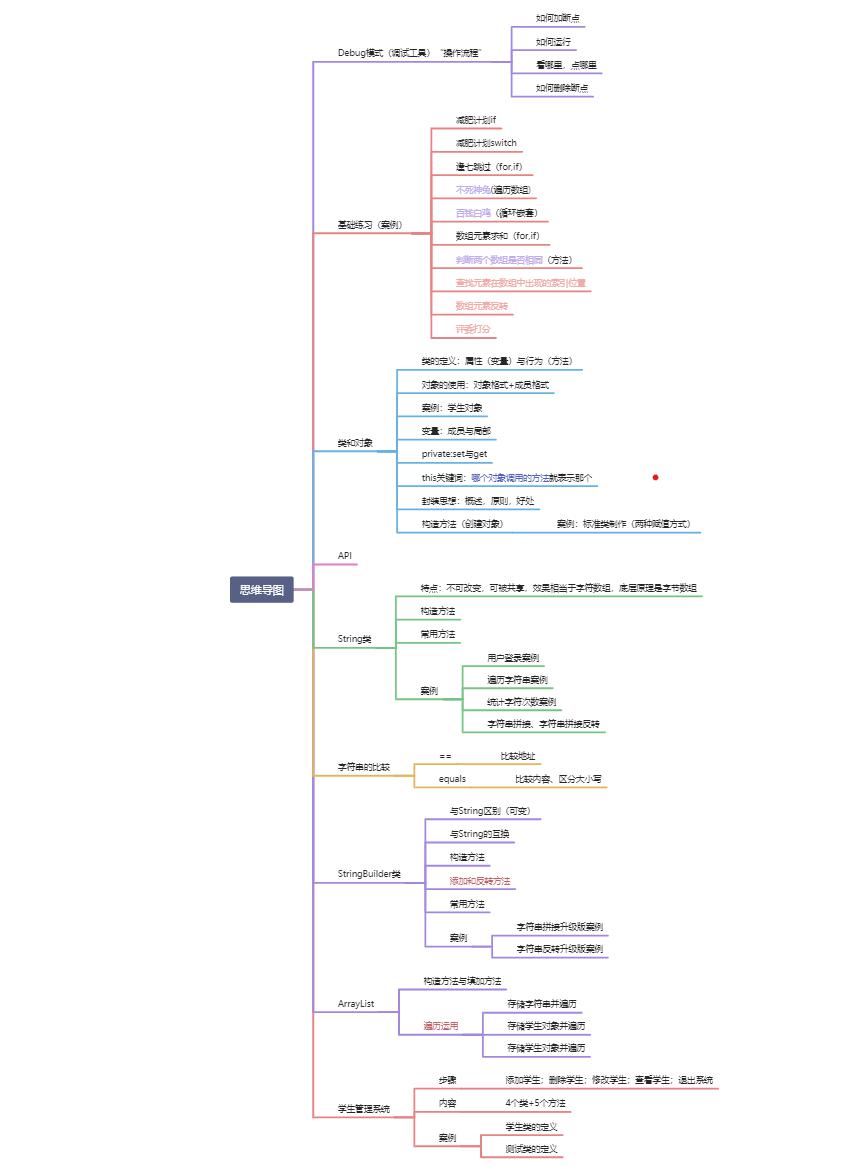 如何加断点
Debug模式（调试工具）“操作流程”
如何运行
看哪里，点哪里
如何删除断点
减肥计划if
减肥计划switch
逢七跳过（for,if）
不死神兔(遍历数组)
基础练习（案例）
百钱白鸡（循环嵌套）
数组元素求和（for,if）
判断两个数组是否相同（方法）
查找元素在数组中出现的索引位置
数组元素反转
评委打分
类的定义：属性（变量）与行为（方法）
对象的使用：对象格式+成员格式
案例：学生对象
变量：成员与局部
类和对象
private:set与get
this关键词：哪个对象调用的方法就表示那个
封装思想：概述，原则，好处
构造方法（创建对象） 案例：标准类制作（两种赋值方式）
API
思维导图
特点：不可改变，可被共享，效果相当于字符数组，底层原理是字节数组
构造方法
常用方法
String类
用户登录案例
遍历字符串案例
案例
统计字符次数案例
字符串拼接、字符串拼接反转
== 比较地址
字符串的比较
equals 比较内容、区分大小写
与String区别（可变）
与String的互换
构造方法
StringBuilder类
添加和反转方法
常用方法
字符串拼接升级版案例
案例
字符串反转升级版案例
构造方法与填加方法
ArrayList
存储字符串并遍历
遍历运用
存储学生对象并遍历
存储学生对象并遍历
步骤 添加学生；删除学生；修改学生；查看学生；退出系统
内容 4个类+5个方法
学生管理系统
学生类的定义
案例
测试类的定义